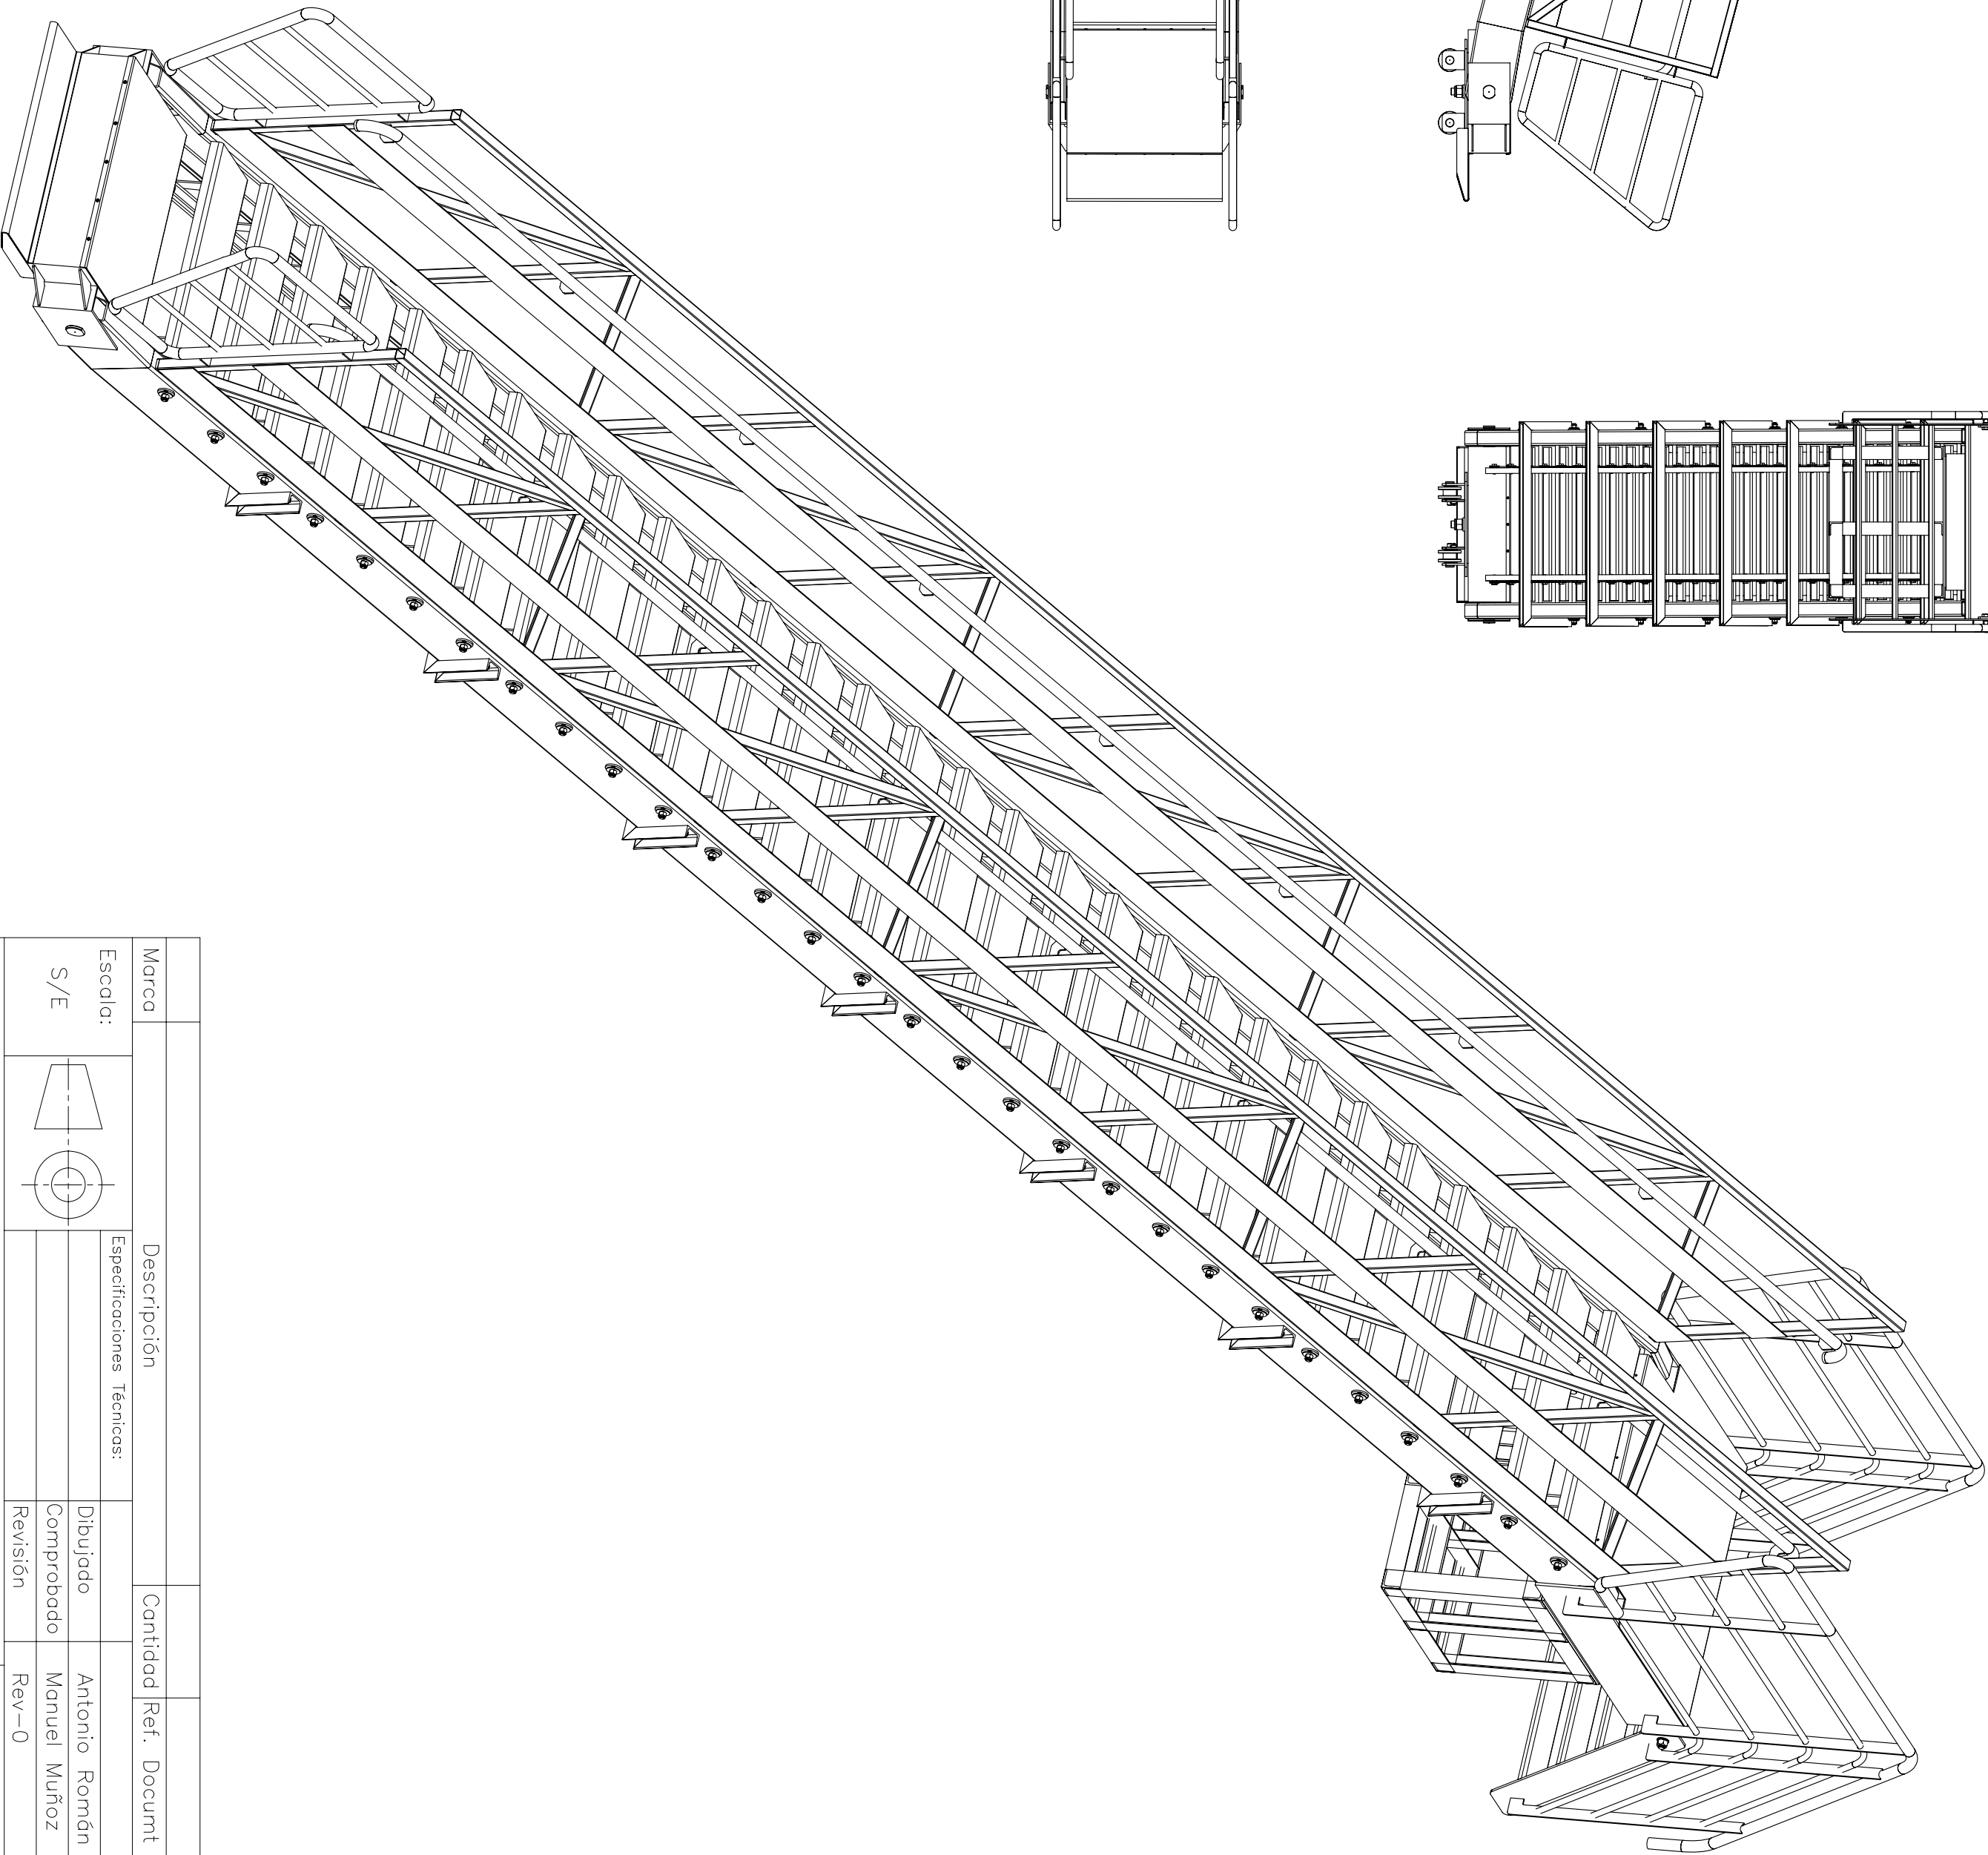 Marca Descripción Cantidad Ref. Documt
Escala:
S/E
Especificaciones Técnicas:
Dibujado Antonio Román
Comprobado Manuel Muñoz
Revisión Rev-0